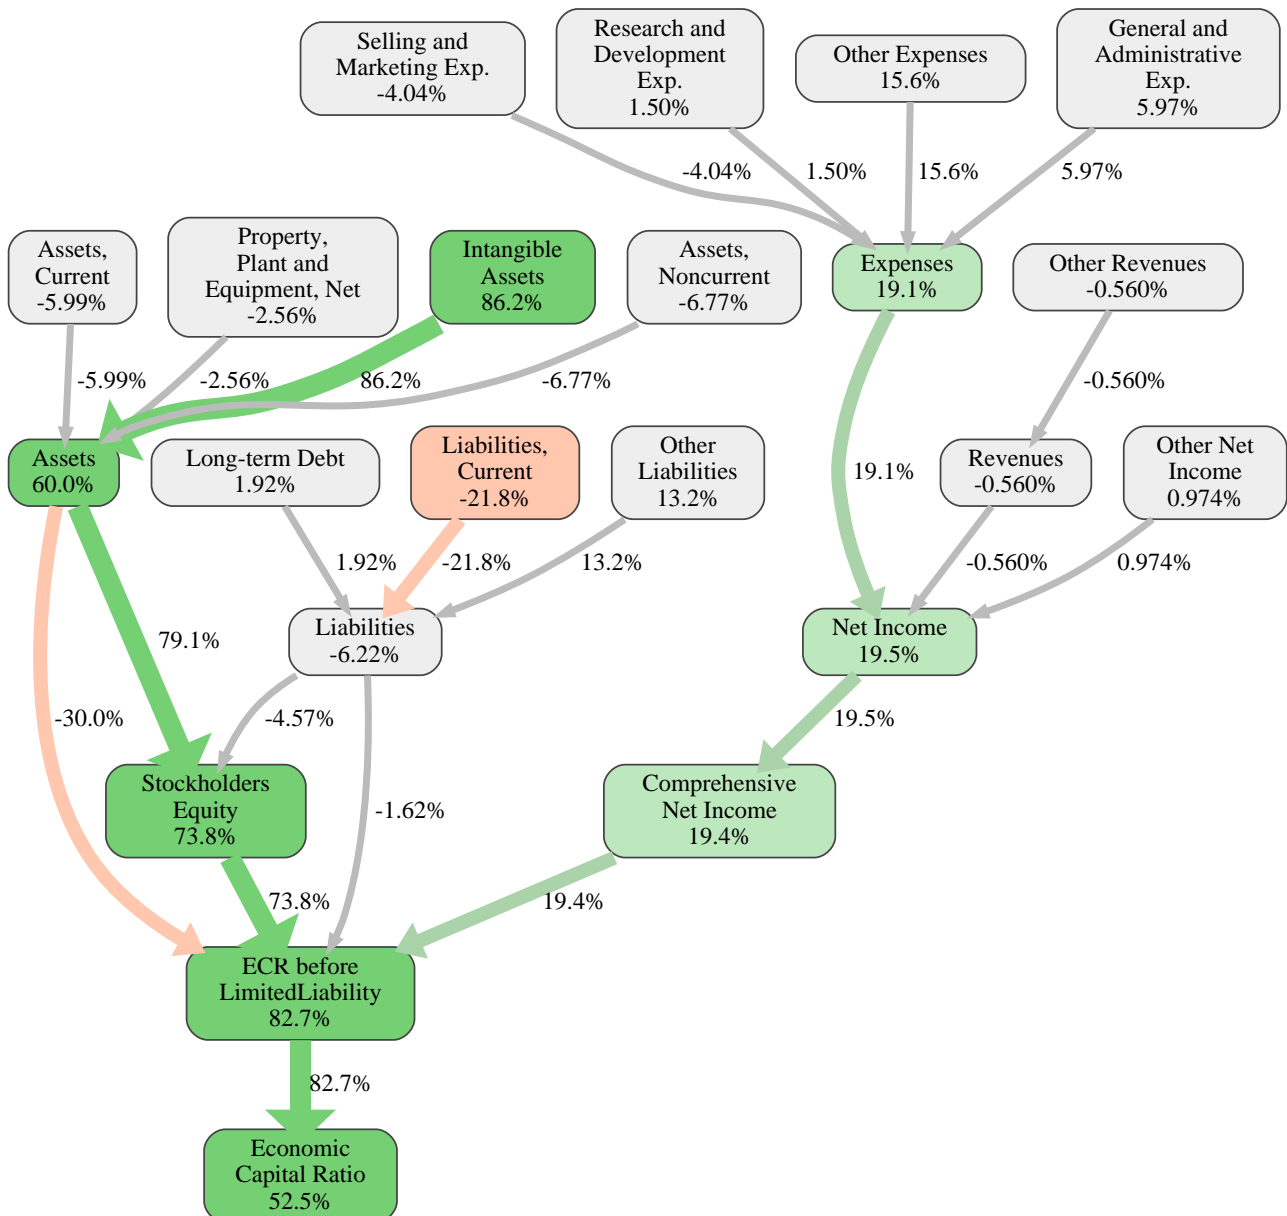 Selling and
Marketing Exp.
-4.04%
Research and
Development
Exp.
1.50%
Other Expenses
15.6%
General and
Administrative
Exp.
5.97%
-4.04%
1.50%
15.6%
5.97%
Assets,
Current
-5.99%
Property,
Plant and
Equipment, Net
-2.56%
Intangible
Assets
86.2%
Assets,
Noncurrent
-6.77%
Expenses
19.1%
Other Revenues
-0.560%
-5.99%
-2.56%
86.2%
-6.77%
-0.560%
Assets
60.0%
Long-term Debt
1.92%
Liabilities,
Current
-21.8%
Other
Liabilities
13.2%
19.1%
Revenues
-0.560%
Other Net
Income
0.974%
1.92%
-21.8%
13.2%
-0.560%
0.974%
79.1%
Liabilities
-6.22%
Net Income
19.5%
-30.0%
-4.57%
19.5%
Stockholders
Equity
73.8%
-1.62%
Comprehensive
Net Income
19.4%
73.8%
19.4%
ECR before
LimitedLiability
82.7%
82.7%
Economic
Capital Ratio
52.5%